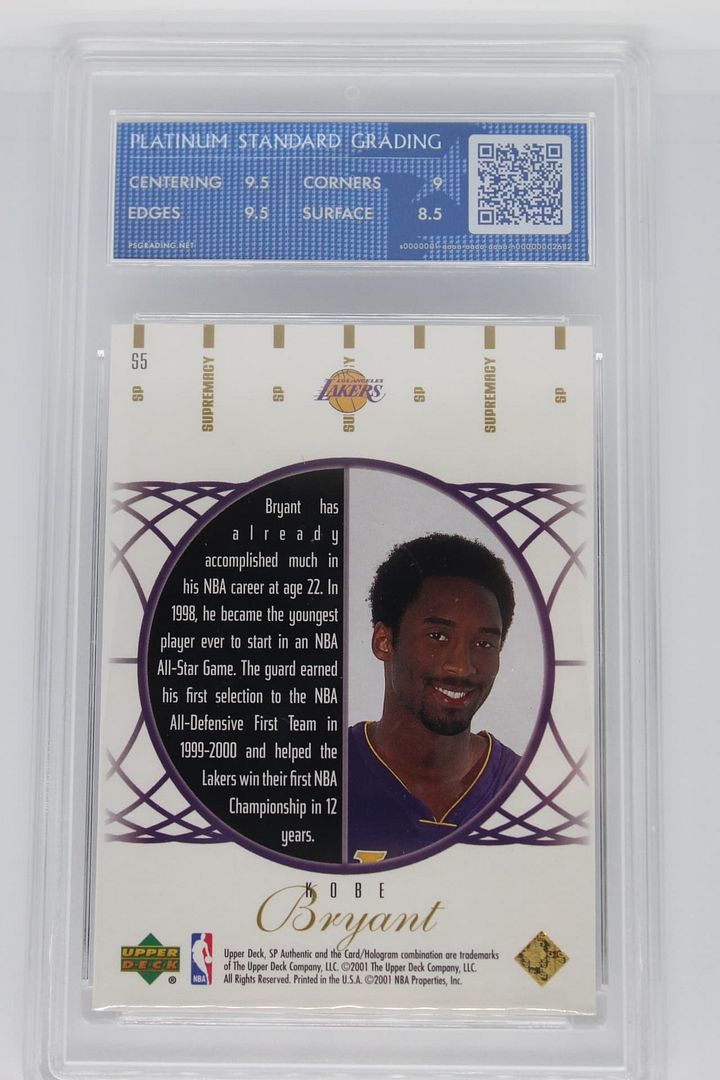 PLATINUM STANDARD GRADING
CENTERING 9.5 CORNERS 9
EDGES 9.5 SURFACE 8.5
PSGRADING.NET
S5
SP SUPREMACY SP SP SUPREMACY SP
LOS ANGELES
LAKERS
Bryant has
already
accomplished much in
his NBA career at age 22. In
1998, he became the youngest
player ever to start in an NBA
All-Star Game. The guard earned
his first selection to the NBA
All-Defensive First Team in
1999-2000 and helped the
Lakers win their first NBA
Championship in 12
years.
KOBE
Bryant
UPPER
DECK
®
NBA
Upper Deck, SP Authentic and the Card/Hologram combination are trademarks
of The Upper Deck Company, LLC. ©2001 The Upper Deck Company, LLC.
All Rights Reserved. Printed in the U.S.A. ©2001 NBA Properties, Inc.